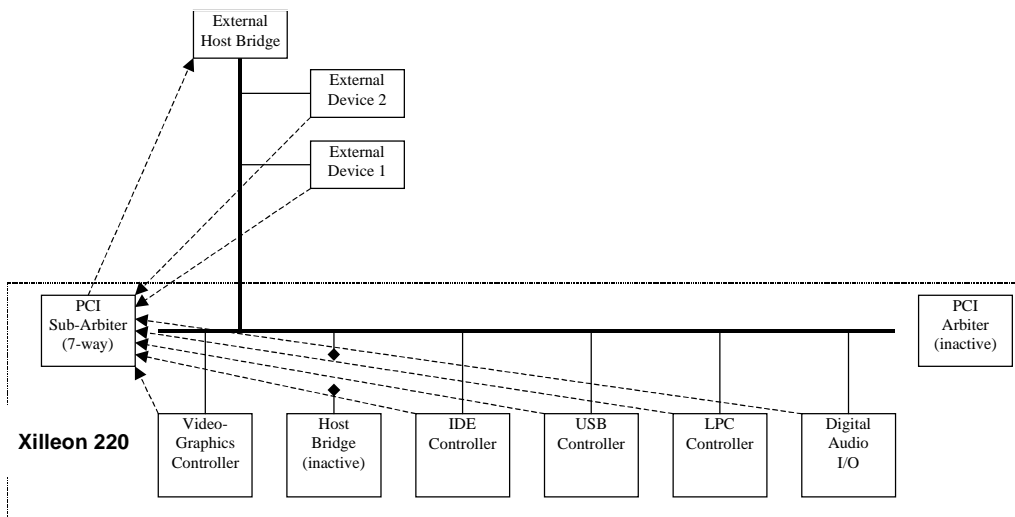 External
Host Bridge
External
Device 2
External
Device 1
PCI
Sub-Arbiter
(7-way)
PCI
Arbiter
(inactive)
Xilleon 220
Video-
Graphics
Controller
Host
Bridge
(inactive)
IDE
Controller
USB
Controller
LPC
Controller
Digital
Audio
I/O